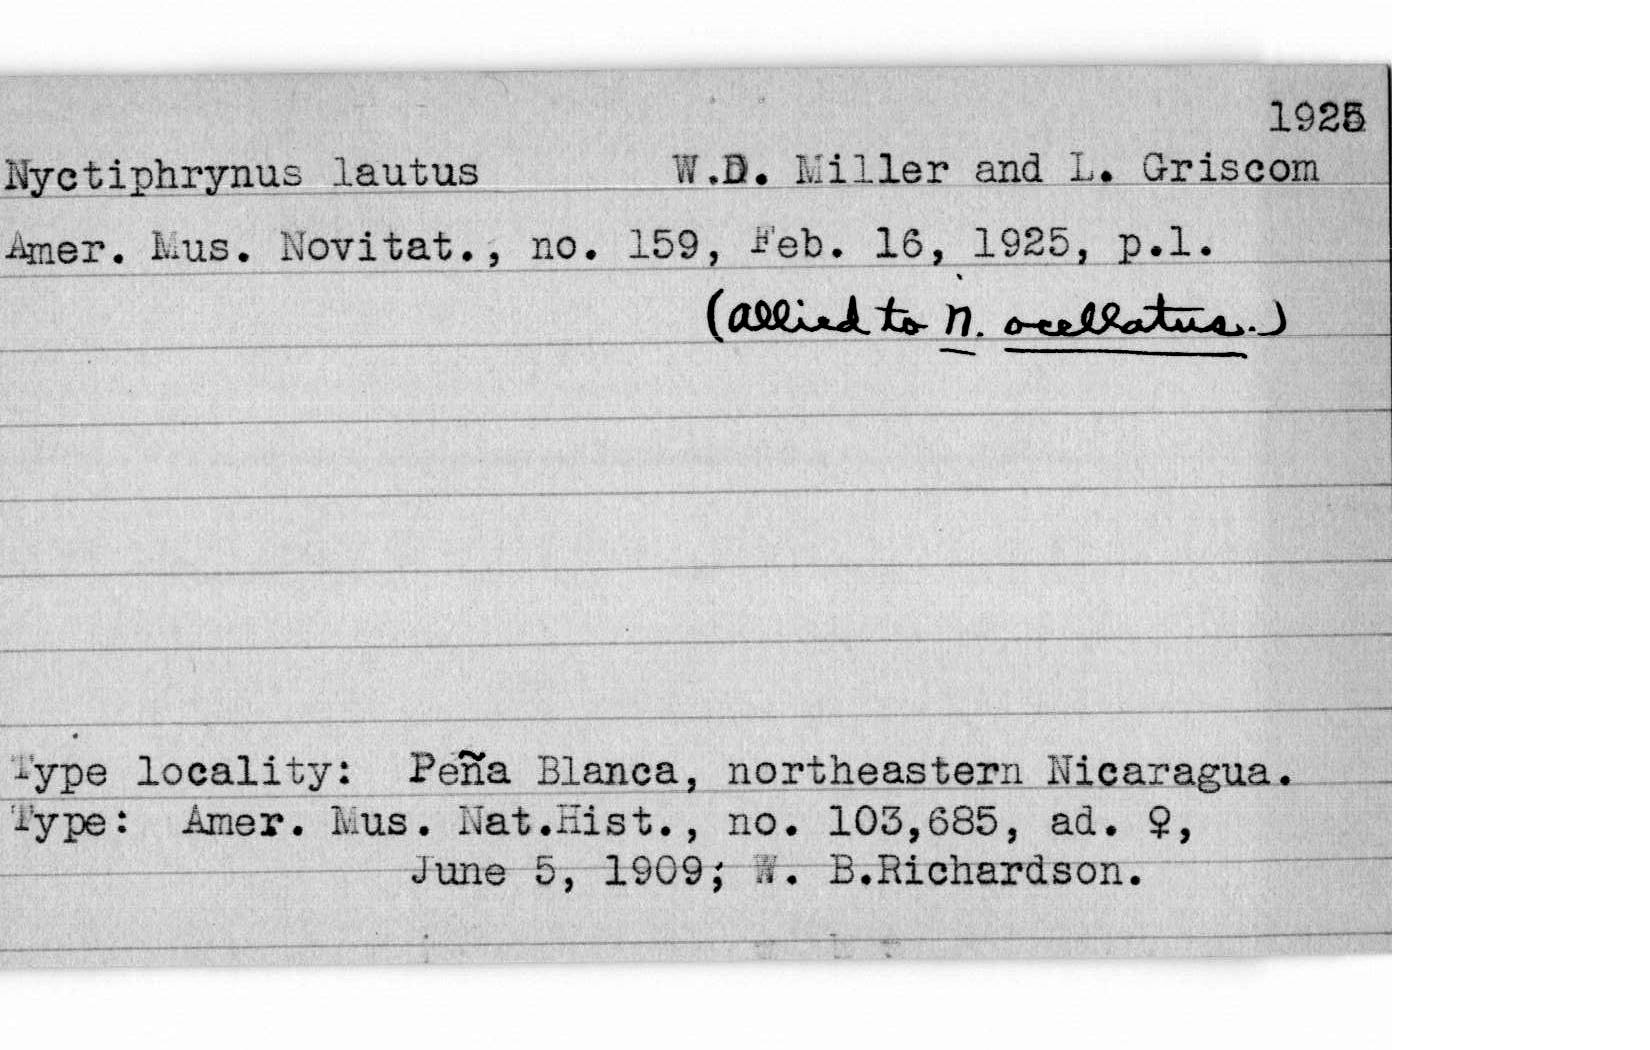 1925
Nyctiphrynus lautus W.D. Miller and L. Griscom
Amer. Mus. Novitat., no. 159, Feb. 16, 1925, p.1.
(allied to N. ocellatus.)
Type locality: Peña Blanca, northeastern Nicaragua.
Type: Amer. Mus. Nat.Hist., no. 103,685, ad. ♀,
June 5, 1909; W. B.Richardson.